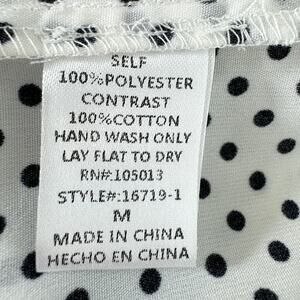 SELF
100%POLYESTER
CONTRAST
100%COTTON
HAND WASH ONLY
LAY FLAT TO DRY
RN#:105013
STYLE#:16719-1
M
MADE IN CHINA
HECHO EN CHINA